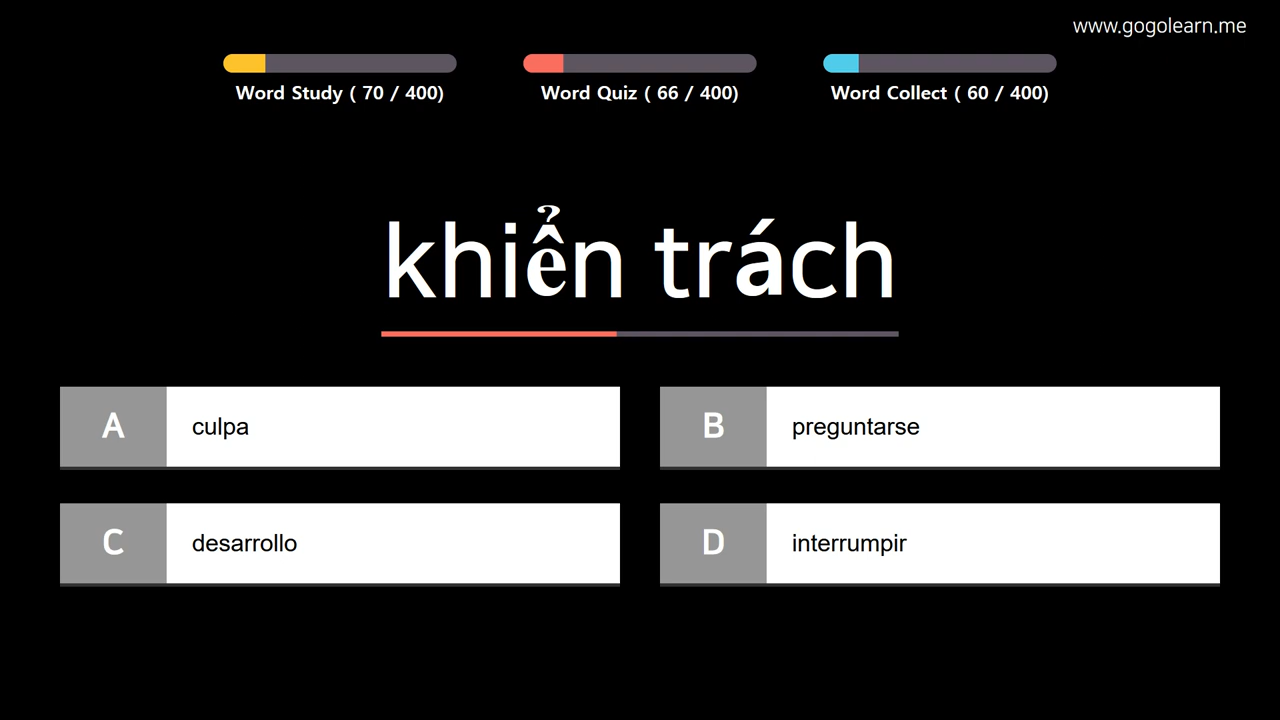 www.gogolearn.me
Word Study ( 70 / 400)
Word Quiz ( 66 / 400)
Word Collect ( 60 / 400)
khiển trách
A culpa
B preguntarse
C desarrollo
D interrumpir